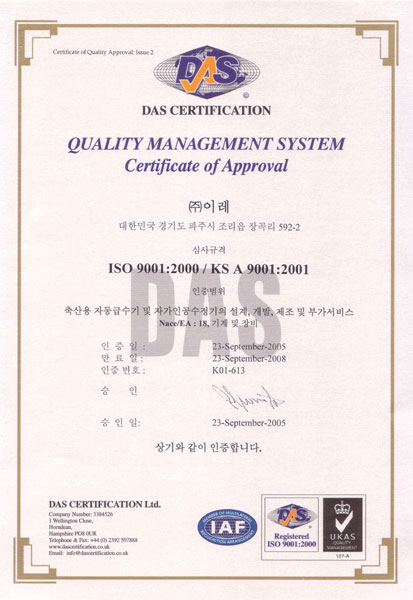 Certificate of Quality Approval: Issue 2
DAS
©
DAS CERTIFICATION
QUALITY MANAGEMENT SYSTEM
Certificate of Approval
㈜이레
대한민국 경기도 파주시 조리읍 장곡리 592-2
심사규격
ISO 9001:2000 / KS A 9001:2001
인증범위
DAS
축산용 자동급수기 및 자가인공수정기의 설계, 개발, 제조 및 부가서비스
Nace/EA : 18, 기계 및 장비
인 증 일 : 23-September-2005
만 료 일 : 23-September-2008
인증 번호 : K01-613
승 인
승 인 일: 23-September-2005
상기와 같이 인증합니다.
DAS CERTIFICATION Ltd.
Company Number: 3384526
1 Wellington Close,
Horndean,
Hampshire PO8 0UR
Telephone & Fax: +44 (0) 2392 597888
www.dascertification.co.uk
Email: info@dascertification.co.uk
MEMBER OF MULTILATERAL
IAF
RECOGNITION ARRANGEMENT
DAS
Registered
ISO 9001:2000
UKAS
QUALITY
MANAGEMENT
127-A